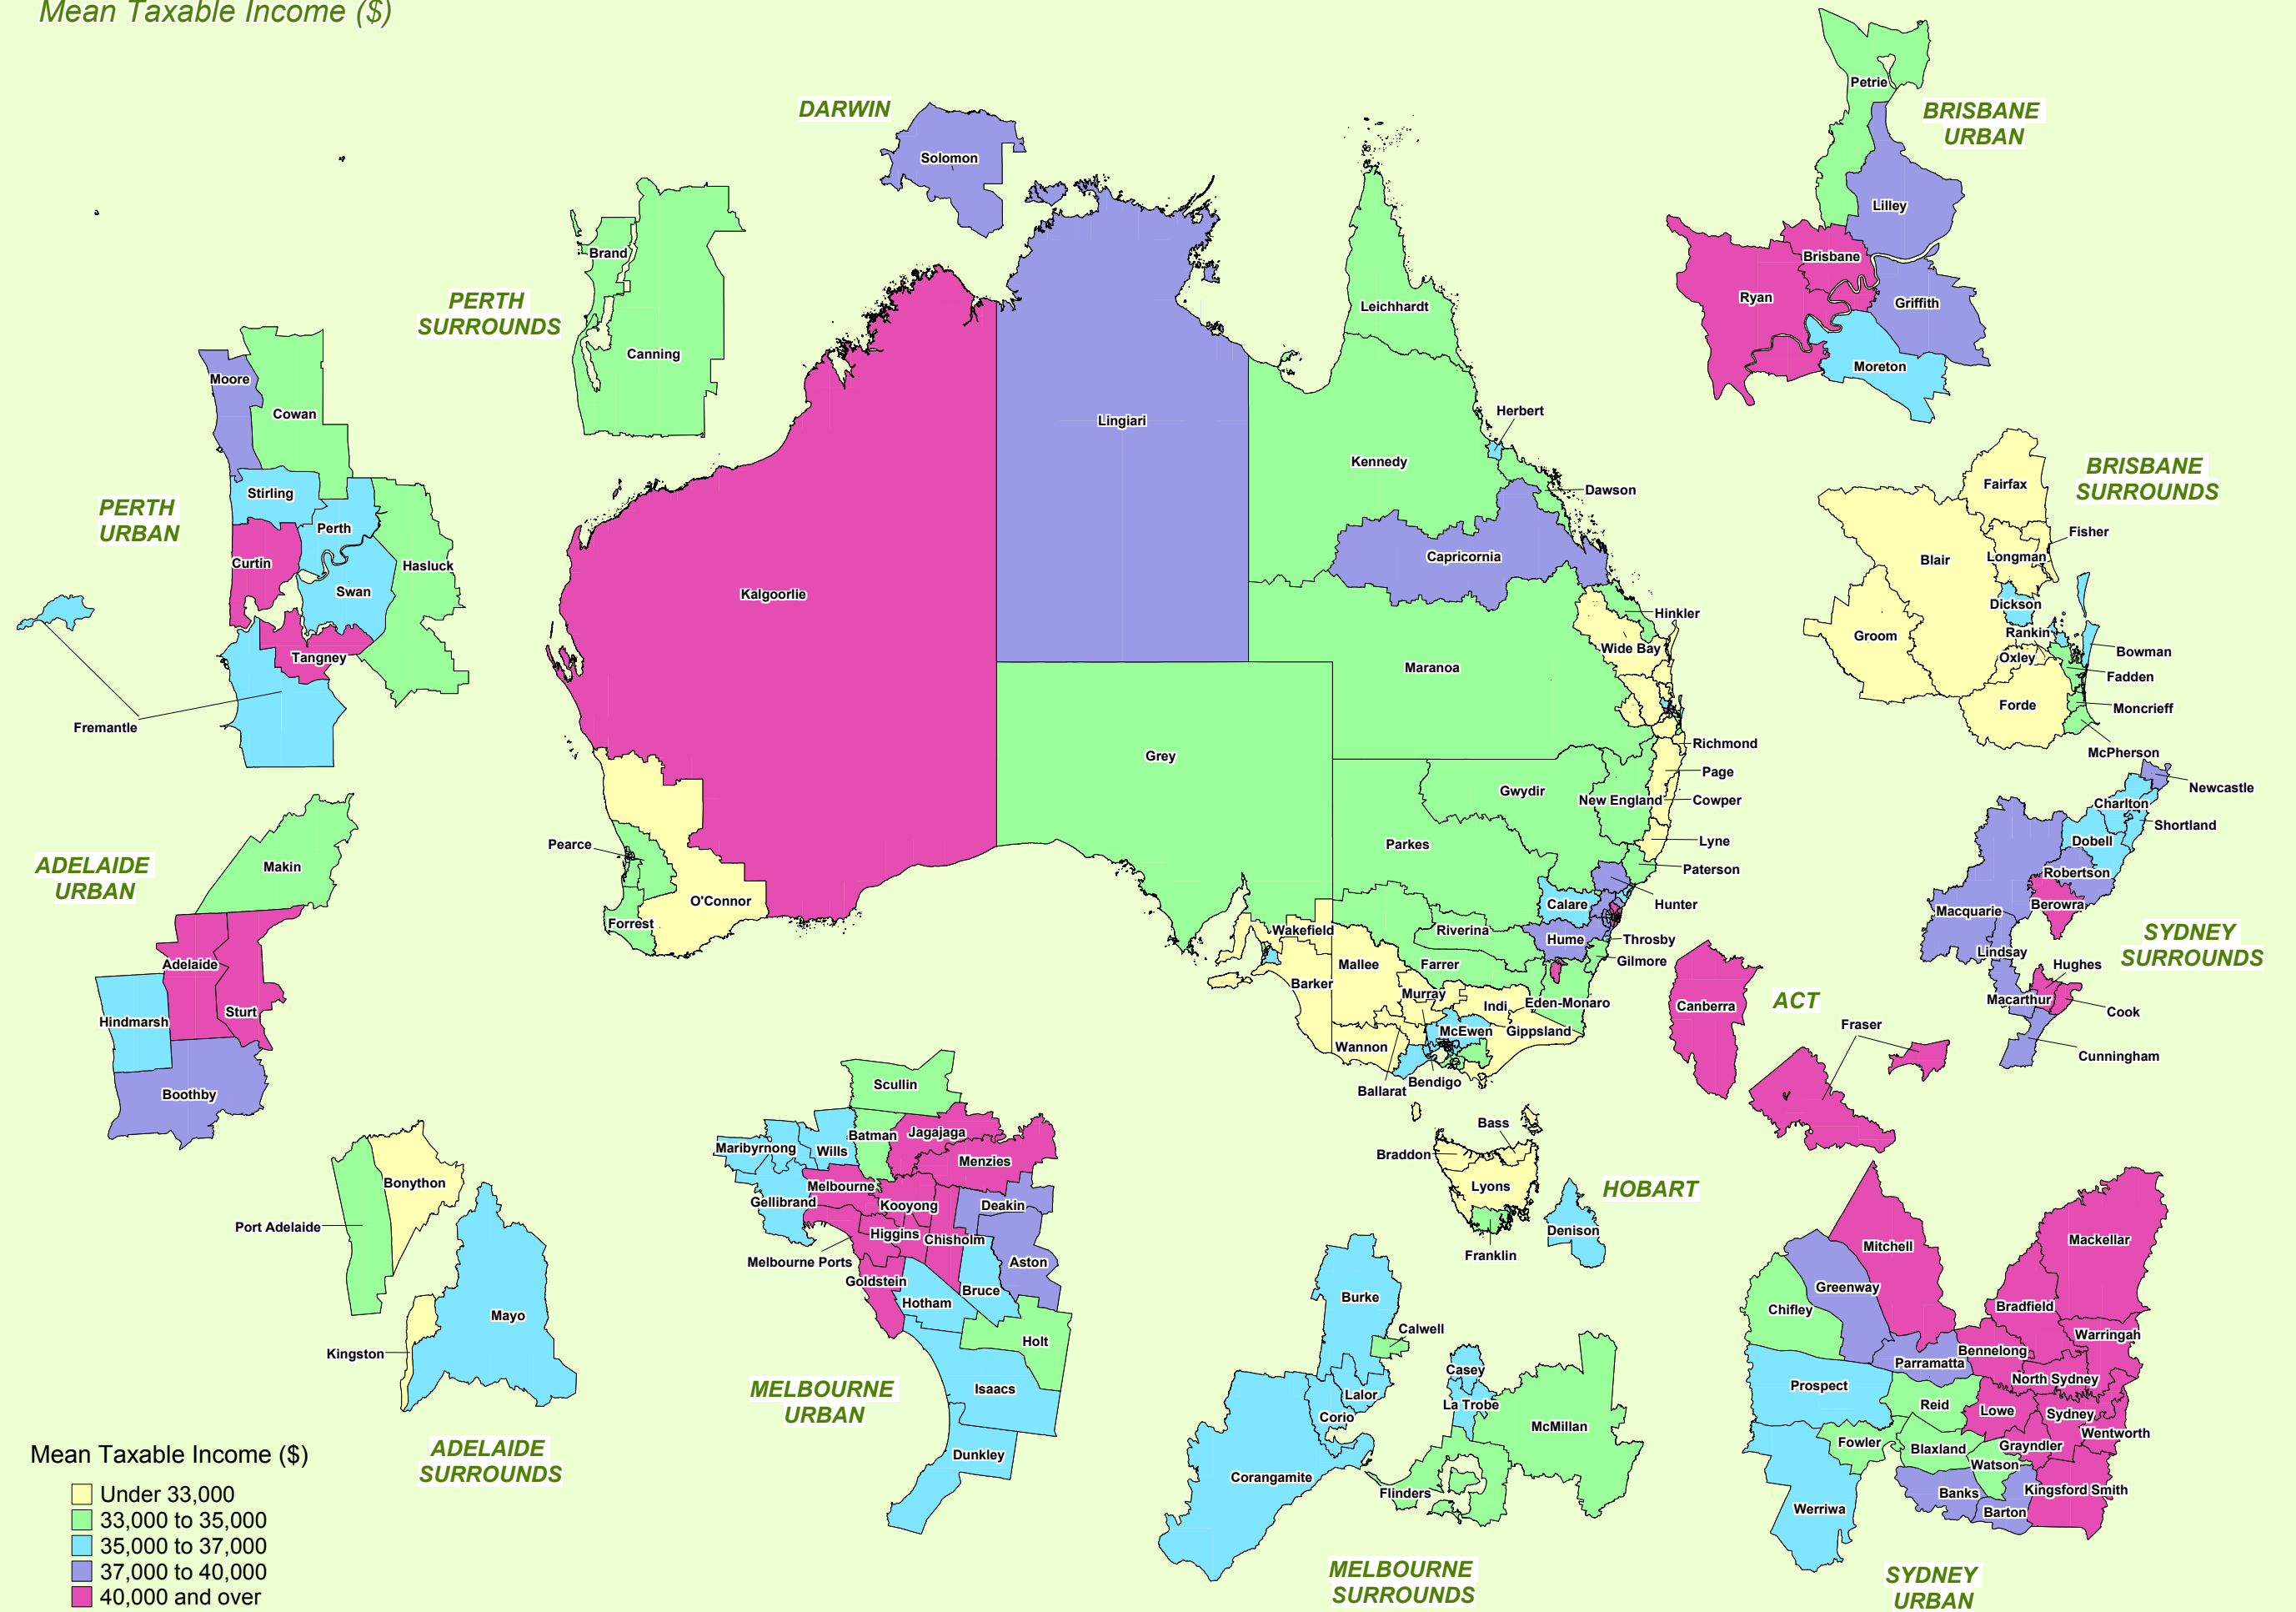 Mean Taxable Income ($)
DARWIN
Solomon
BRISBANE
URBAN
Petrie
Lilley
Brisbane
Ryan
Griffith
Moreton
PERTH
SURROUNDS
Brand
Canning
PERTH
URBAN
Moore
Cowan
Stirling
Perth
Curtin
Swan
Hasluck
Tangney
Fremantle
Leichhardt
Lingiari
Herbert
Kennedy
Dawson
Capricornia
Kalgoorlie
Hinkler
Wide Bay
Maranoa
Grey
Richmond
Page
Gwydir
New England
Cowper
Lyne
Parkes
Paterson
Pearce
O'Connor
Forrest
Calare
Hunter
Wakefield
Riverina
Hume
Throsby
Gilmore
Mallee
Farrer
Barker
Murray
Indi
Eden-Monaro
McEwen
Gippsland
Wannon
Ballarat
Bendigo
Bass
Braddon
Lyons
Franklin
HOBART
Denison
BRISBANE
SURROUNDS
Fairfax
Fisher
Blair
Longman
Dickson
Groom
Rankin
Oxley
Bowman
Fadden
Forde
Moncrieff
McPherson
Newcastle
Charlton
Shortland
Dobell
Robertson
Berowra
Macquarie
SYDNEY
SURROUNDS
Lindsay
Hughes
Macarthur
Cook
Cunningham
ACT
Canberra
Fraser
ADELAIDE
URBAN
Makin
Adelaide
Sturt
Hindmarsh
Boothby
Bonython
Port Adelaide
Mayo
Kingston
ADELAIDE
SURROUNDS
Scullin
Batman
Jagajaga
Maribyrnong
Wills
Menzies
Melbourne
Gellibrand
Kooyong
Deakin
Higgins
Chisholm
Melbourne Ports
Aston
Goldstein
Bruce
Hotham
Holt
Isaacs
MELBOURNE
URBAN
Dunkley
Burke
Calwell
Casey
Lalor
La Trobe
Corio
McMillan
Corangamite
Flinders
MELBOURNE
SURROUNDS
Mitchell
Mackellar
Greenway
Chifley
Bradfield
Warringah
Bennelong
Parramatta
North Sydney
Prospect
Reid
Lowe
Sydney
Wentworth
Fowler
Blaxland
Grayndler
Watson
Kingsford Smith
Banks
Werriwa
Barton
SYDNEY
URBAN
Mean Taxable Income ($)
Under 33,000
33,000 to 35,000
35,000 to 37,000
37,000 to 40,000
40,000 and over